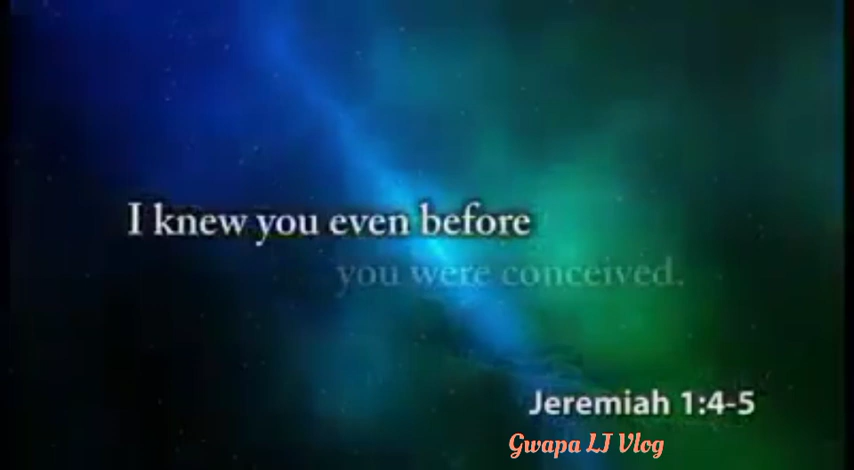 I knew you even before
you were conceived.
Jeremiah 1:4-5
Gwapa LJ Vlog